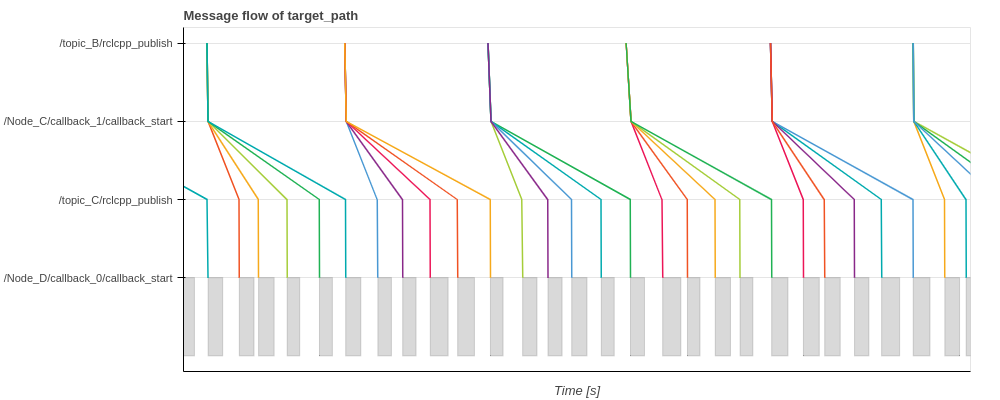 Message flow of target_path
/topic_B/rclcpp_publish
/Node_C/callback_1/callback_start
/topic_C/rclcpp_publish
/Node_D/callback_0/callback_start
Time [s]